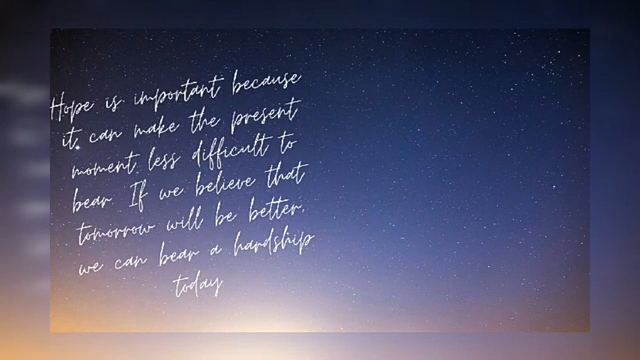 Hope is important because
it can make the present
moment less difficult to
bear. If we believe that
tomorrow will be better,
we can bear a hardship
today